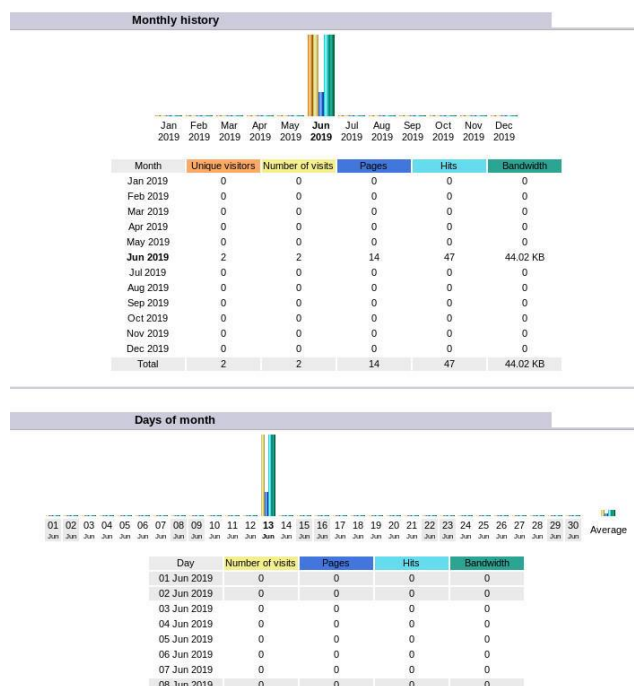 Monthly history
Jan Feb Mar Apr May Jun Jul Aug Sep Oct Nov Dec
2019 2019 2019 2019 2019 2019 2019 2019 2019 2019 2019 2019
Month Unique visitors Number of visits Pages Hits Bandwidth
Jan 2019 0 0 0 0 0
Feb 2019 0 0 0 0 0
Mar 2019 0 0 0 0 0
Apr 2019 0 0 0 0 0
May 2019 0 0 0 0 0
Jun 2019 2 2 14 47 44.02 KB
Jul 2019 0 0 0 0 0
Aug 2019 0 0 0 0 0
Sep 2019 0 0 0 0 0
Oct 2019 0 0 0 0 0
Nov 2019 0 0 0 0 0
Dec 2019 0 0 0 0 0
Total 2 2 14 47 44.02 KB
Days of month
01 02 03 04 05 06 07 08 09 10 11 12 13 14 15 16 17 18 19 20 21 22 23 24 25 26 27 28 29 30
Jun Jun Jun Jun Jun Jun Jun Jun Jun Jun Jun Jun Jun Jun Jun Jun Jun Jun Jun Jun Jun Jun Jun Jun Jun Jun Jun Jun Jun Jun
Average
Day Number of visits Pages Hits Bandwidth
01 Jun 2019 0 0 0 0
02 Jun 2019 0 0 0 0
03 Jun 2019 0 0 0 0
04 Jun 2019 0 0 0 0
05 Jun 2019 0 0 0 0
06 Jun 2019 0 0 0 0
07 Jun 2019 0 0 0 0
08 Jun 2019 0 0 0 0